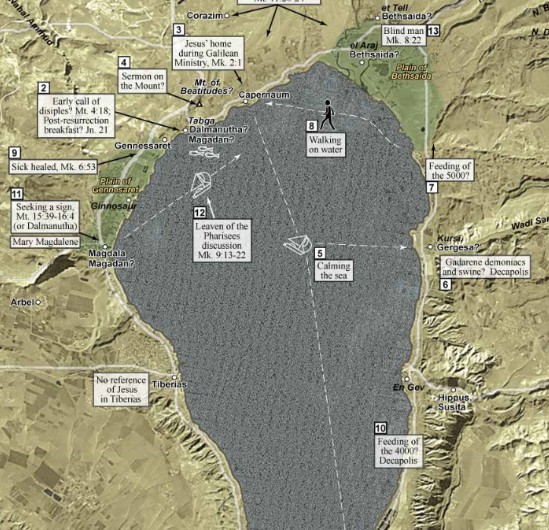 Corazim
et Tell
Bethsaida?
Blind man
Mk. 8:22
13
el Araj
Bethsaida?
Plain of
Bethsaida
3
Jesus' home
during Galilean
Ministry, Mk. 2:1
4
Sermon on
the Mount?
Mt of
Beatitudes?
Capernaum
2
Early call of
disiples? Mt. 4:18;
Post-resurrection
breakfast? Jn. 21
Tabga
Dalmanutha?
Magadan?
Gennessaret
8
Walking
on water
9
Sick healed, Mk. 6:53
Plain of
Gennosaret
Ginnosaur
Feeding of
the 5000?
7
11
Seeking a sign,
Mt. 15:39-16:4
(or Dalmanutha)
Mary Magdalene
Magdala
Magadan?
12
Leaven of the
Pharisees
discussion
Mk. 9:13-22
Kursi,
Gergesa?
5
Calming
the sea
Gadarene demoniacs
and swine? Decapolis
6
Arbel
No reference
of Jesus
in Tiberias
Tiberias
En Gev
Hippus,
Susita
10
Feeding of
the 4000?
Decapolis